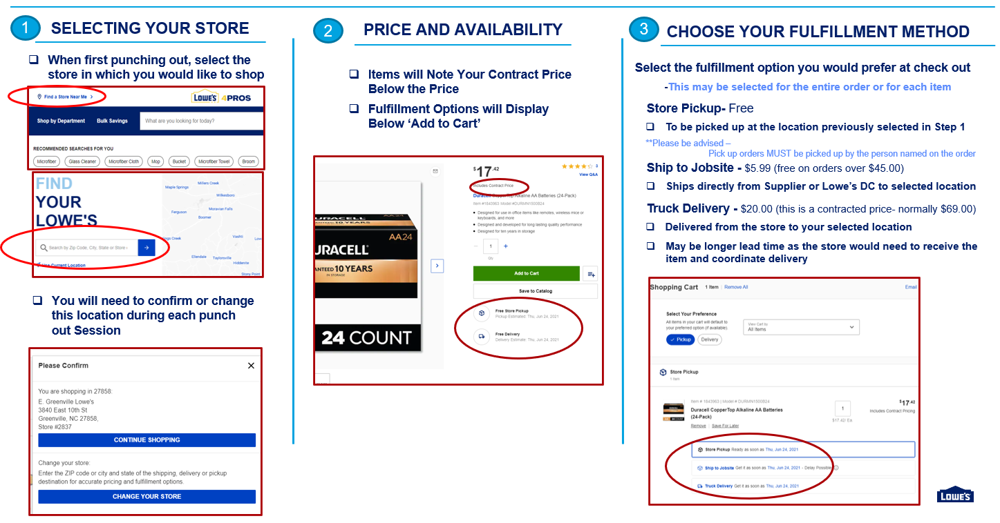 1
SELECTING YOUR STORE
When first punching out, select the
store in which you would like to shop
Find a Store Near Me
LOWE'S 4PROS
Shop by Department Bulk Savings What are you looking for today?
RECOMMENDED SEARCHES FOR YOU
Microfiber Glass Cleaner Microfiber Cloth Mop Bucket Microfiber Towel Broom
FIND
YOUR
LOWE'S
Search by Zip Code, City, State or Store
Use Current Location
Millers Creek
Maple Springs
Wilkesboro
Moravian Falls
Ferguson
Boomer
ngs Creek
Vashti
Love
Ellendale
Taylorsville
Hiddenite
Stony Point
You will need to confirm or change
this location during each punch
out Session
Please Confirm
You are shopping in 27858:
E. Greenville Lowe's
3840 East 10th St
Greenville, NC 27858,
Store #2837
CONTINUE SHOPPING
Change your store:
Enter the ZIP code or city and state of the shipping, delivery or pickup
destination for accurate pricing and fulfillment options.
CHANGE YOUR STORE
2
PRICE AND AVAILABILITY
Items will Note Your Contract Price
Below the Price
Fulfillment Options will Display
Below ‘Add to Cart’
URACELL
AA24
ANTEED 10 YEARS
IN STORAGE
24 COUNT
$17.42
3
View Q&A
Includes Contract Price
Duracell CopperTop Alkaline AA Batteries (24-Pack)
Item #1843963 Model #DURMN1500B24
Designed for use in office items like remotes, wireless mice or
keyboards, and more
Designed and developed for long lasting quality performance
Designed for ten years in storage
− 1 +
Qty
Add to Cart
Save to Catalog
Free Store Pickup
Pickup Estimated: Thu, Jun 24, 2021
Free Delivery
Delivery Estimate: Thu, Jun 24, 2021
3
CHOOSE YOUR FULFILLMENT METHOD
Select the fulfillment option you would prefer at check out
-This may be selected for the entire order or for each item
Store Pickup- Free
To be picked up at the location previously selected in Step 1
**Please be advised –
Pick up orders MUST be picked up by the person named on the order
Ship to Jobsite - $5.99 (free on orders over $45.00)
Ships directly from Supplier or Lowe’s DC to selected location
Truck Delivery - $20.00 (this is a contracted price- normally $69.00)
Delivered from the store to your selected location
May be longer lead time as the store would need to receive the
item and coordinate delivery
Shopping Cart 1 Item Remove All Email
Select Your Preference
All items in your cart will default to
your preferred option (if available).
View Cart by
All Items
Pickup Delivery
Store Pickup
1 Item
Item # 1843963 | Model # DURMN1500B24
Duracell CopperTop Alkaline AA Batteries
(24-Pack)
Remove Save For Later
1
$17.42/ Ea
$17.42
Includes Contract Pricing
Store Pickup Ready as soon as Thu, Jun 24, 2021
Ship to Jobsite Get it as soon as Thu, Jun 24, 2021 - Delay Possible
Truck Delivery Get it as soon as Thu, Jun 24, 2021
LOWE'S